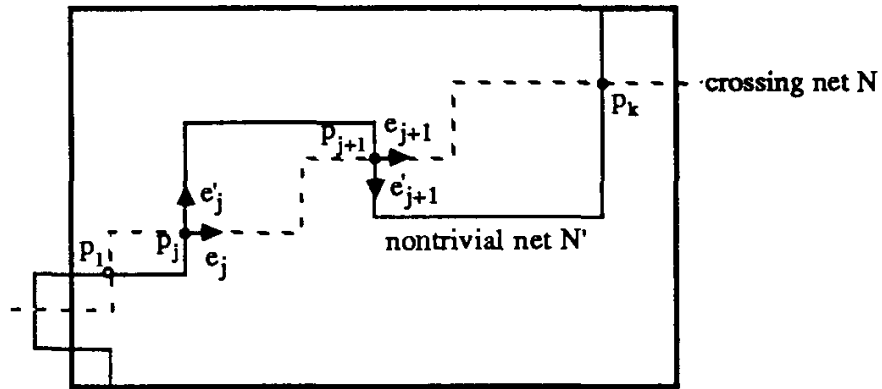 crossing net N
p_k
p_{j+1}
e_{j+1}
e'_j
e'_{j+1}
p_1
p_j
e_j
nontrivial net N'